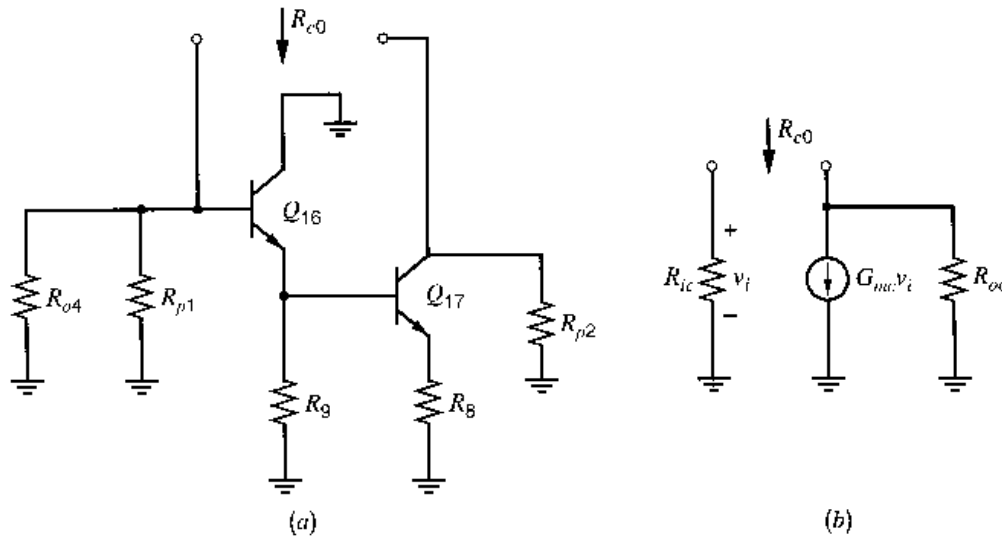 R_c0
Q_16
R_o4
R_p1
Q_17
R_p2
R_9
R_8
(a)
R_c0
+
R_ic
v_i
−
G_mc v_i
R_oc
(b)